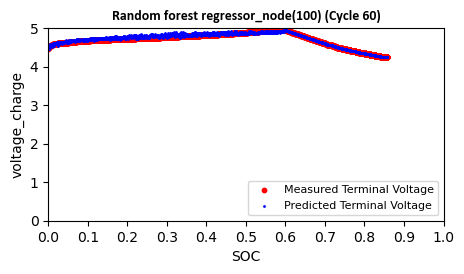 Random forest regressor_node(100) (Cycle 60)
voltage_charge
5
4
3
2
1
0
Measured Terminal Voltage
Predicted Terminal Voltage
0.0 0.1 0.2 0.3 0.4 0.5 0.6 0.7 0.8 0.9 1.0
SOC